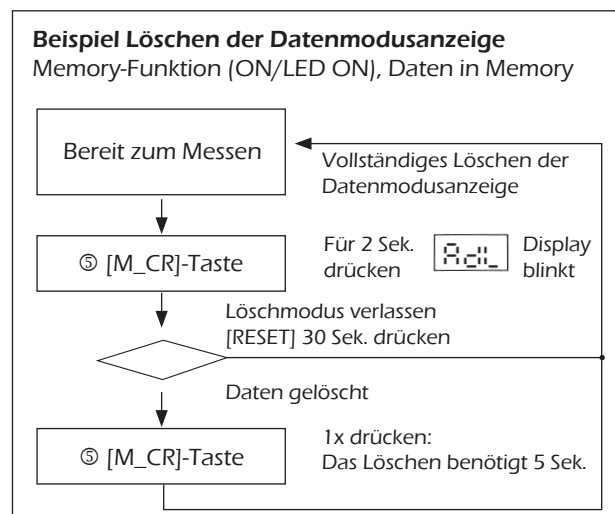 Beispiel Löschen der Datenmodusanzeige
Memory-Funktion (ON/LED ON), Daten in Memory
Bereit zum Messen
Vollständiges Löschen der
Datenmodusanzeige
⑤ [M_CR]-Taste
Für 2 Sek.
drücken
AdL
Display
blinkt
Löschmodus verlassen
[RESET] 30 Sek. drücken
Daten gelöscht
⑤ [M_CR]-Taste
1x drücken:
Das Löschen benötigt 5 Sek.